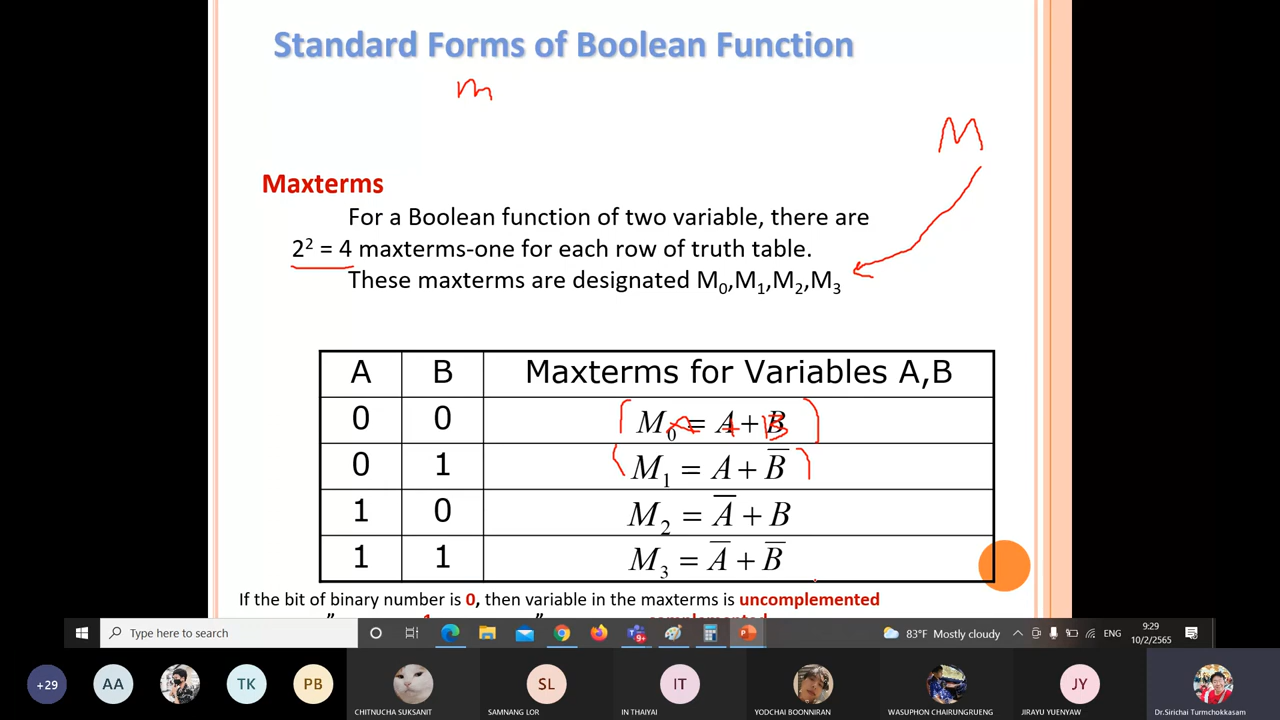 Standard Forms of Boolean Function
m
M
Maxterms
For a Boolean function of two variable, there are
2² = 4 maxterms-one for each row of truth table.
These maxterms are designated M₀,M₁,M₂,M₃
A B Maxterms for Variables A,B
0 0 M₀ = A + B
A + B
0 1 M₁ = A + B̅
1 0 M₂ = A̅ + B
1 1 M₃ = A̅ + B̅
If the bit of binary number is 0, then variable in the maxterms is uncomplemented
" 1 " complemented
Type here to search
83°F Mostly cloudy
ENG
9:29
10/2/2565
+29
AA
TK
PB
SL
IT
JY
CHITNUCHA SUKSANIT
SAMNANG LOR
IN THAIYAI
YODCHAI BOONNIRAN
WASUPHON CHAIRUNGRUENG
JIRAYU YUENYAW
Dr.Sirichai Turmchokkasam